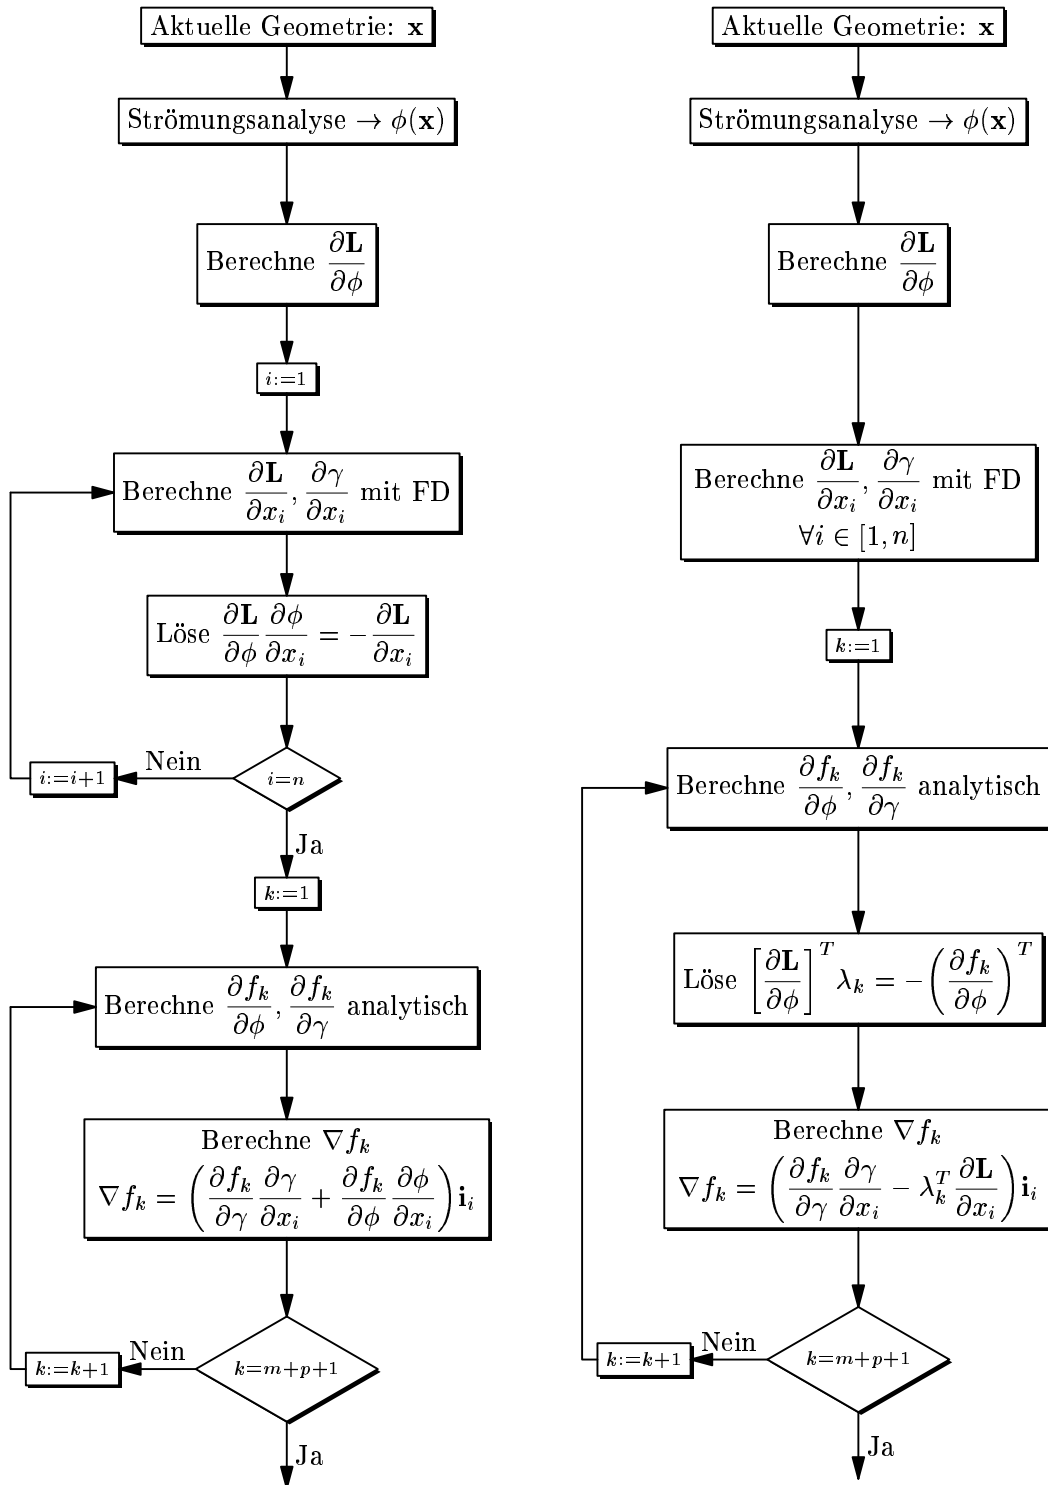 Aktuelle Geometrie: x
Strömungsanalyse → ϕ(x)
Berechne ∂L/∂ϕ
i:=1
Berechne ∂L/∂x_i, ∂γ/∂x_i mit FD
Löse ∂L/∂ϕ ∂ϕ/∂x_i = −∂L/∂x_i
Nein
i:=i+1
i=n
Ja
k:=1
Berechne ∂f_k/∂ϕ, ∂f_k/∂γ analytisch
Berechne ∇f_k
∇f_k = (∂f_k/∂γ ∂γ/∂x_i + ∂f_k/∂ϕ ∂ϕ/∂x_i) i_i
Nein
k:=k+1
k=m+p+1
Ja
Aktuelle Geometrie: x
Strömungsanalyse → ϕ(x)
Berechne ∂L/∂ϕ
Berechne ∂L/∂x_i, ∂γ/∂x_i mit FD
∀i ∈ [1, n]
k:=1
Berechne ∂f_k/∂ϕ, ∂f_k/∂γ analytisch
Löse [∂L/∂ϕ]^T λ_k = −(∂f_k/∂ϕ)^T
Berechne ∇f_k
∇f_k = (∂f_k/∂γ ∂γ/∂x_i − λ_k^T ∂L/∂x_i) i_i
Nein
k:=k+1
k=m+p+1
Ja